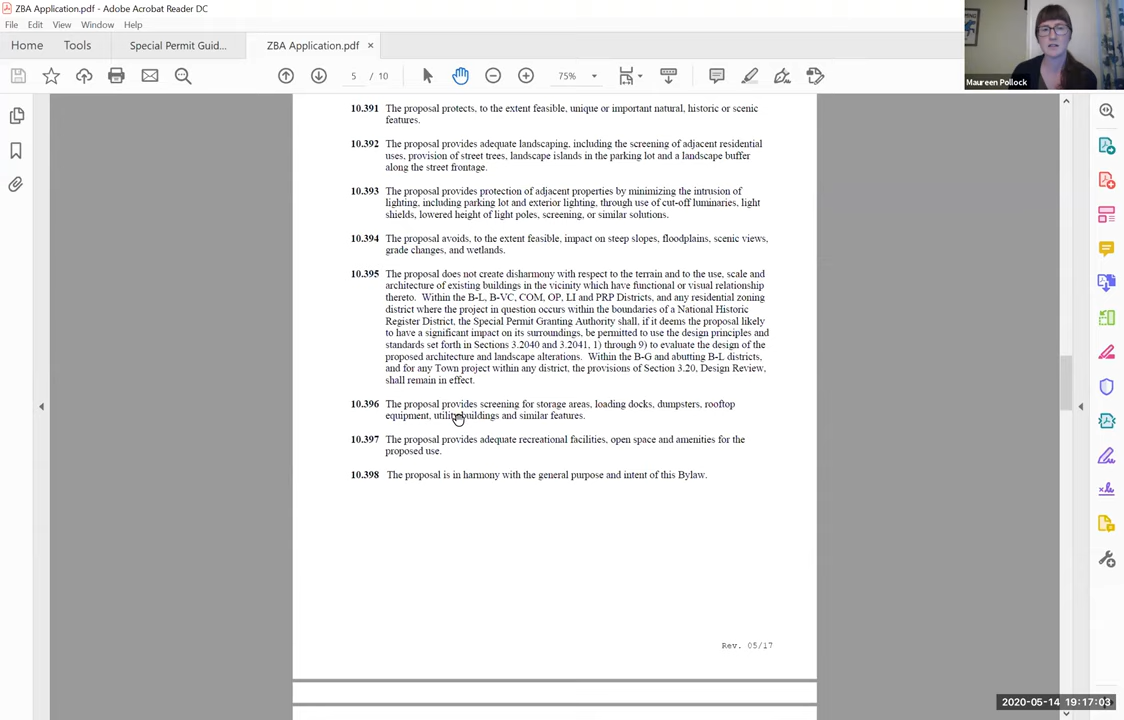 ZBA Application.pdf - Adobe Acrobat Reader DC
File Edit View Window Help
Home Tools Special Permit Guid... ZBA Application.pdf ×
5 / 10 75%
Maureen Pollock
10.391 The proposal protects, to the extent feasible, unique or important natural, historic or scenic
features.
10.392 The proposal provides adequate landscaping, including the screening of adjacent residential
uses, provision of street trees, landscape islands in the parking lot and a landscape buffer
along the street frontage.
10.393 The proposal provides protection of adjacent properties by minimizing the intrusion of
lighting, including parking lot and exterior lighting, through use of cut-off luminaries, light
shields, lowered height of light poles, screening, or similar solutions.
10.394 The proposal avoids, to the extent feasible, impact on steep slopes, floodplains, scenic views,
grade changes, and wetlands.
10.395 The proposal does not create disharmony with respect to the terrain and to the use, scale and
architecture of existing buildings in the vicinity which have functional or visual relationship
thereto. Within the B-L, B-VC, COM, OP, LI and PRP Districts, and any residential zoning
district where the project in question occurs within the boundaries of a National Historic
Register District, the Special Permit Granting Authority shall, if it deems the proposal likely
to have a significant impact on its surroundings, be permitted to use the design principles and
standards set forth in Sections 3.2040 and 3.2041, 1) through 9) to evaluate the design of the
proposed architecture and landscape alterations. Within the B-G and abutting B-L districts,
and for any Town project within any district, the provisions of Section 3.20, Design Review,
shall remain in effect.
10.396 The proposal provides screening for storage areas, loading docks, dumpsters, rooftop
equipment, utility buildings and similar features.
10.397 The proposal provides adequate recreational facilities, open space and amenities for the
proposed use.
10.398 The proposal is in harmony with the general purpose and intent of this Bylaw.
Rev. 05/17
2020-05-14 19:17:03